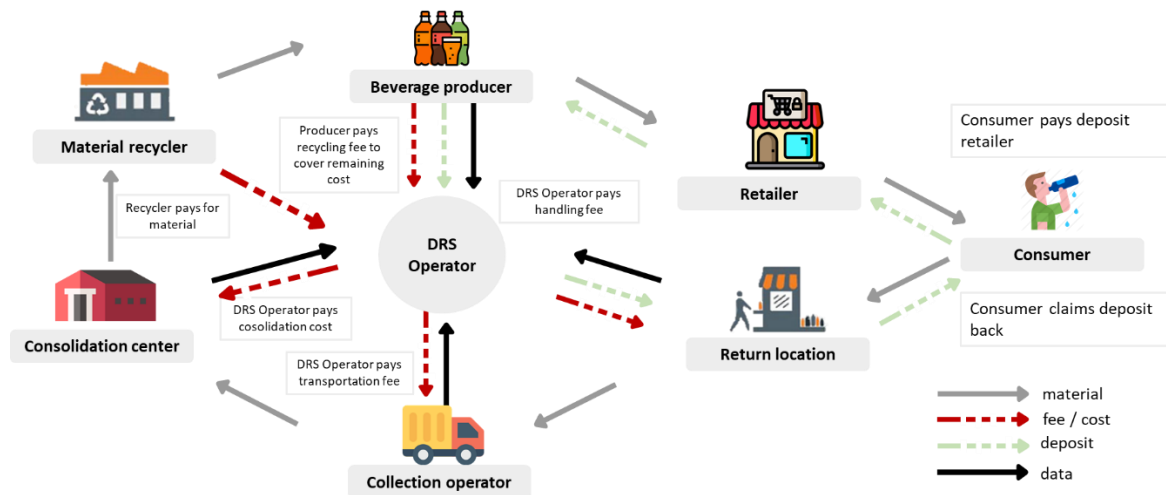 Beverage producer
Material recycler
Producer pays
recycling fee to
cover remaining
cost
Consumer pays deposit
retailer
Retailer
DRS Operator pays
handling fee
Recycler pays for
material
DRS
Operator
Consumer
DRS Operator pays
cosolidation cost
Consolidation center
Consumer claims deposit
back
Return location
DRS Operator pays
transportation fee
Collection operator
material
fee / cost
deposit
data